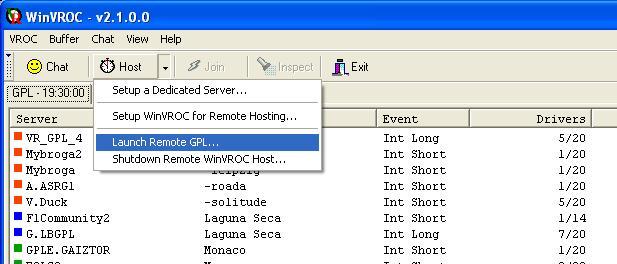 WinVROC - v2.1.0.0
VROC Buffer Chat View Help
Chat Host Join Inspect Exit
GPL - 19:30:00
Setup a Dedicated Server...
Setup WinVROC for Remote Hosting...
Launch Remote GPL...
Shutdown Remote WinVROC Host...
Server Event Drivers
VR_GPL_4 Int Long 5/20
Mybroga2 Int Short 1/20
Mybroga -leipzig Int Short 1/20
A.ASRG1 -roada Int Short 1/20
V.Duck -solitude Int Short 5/20
F1Community2 Laguna Seca Int Short 1/14
G.LBGPL Laguna Seca Int Long 7/20
GPLE.GAIZTOR Monaco Int Short 1/20